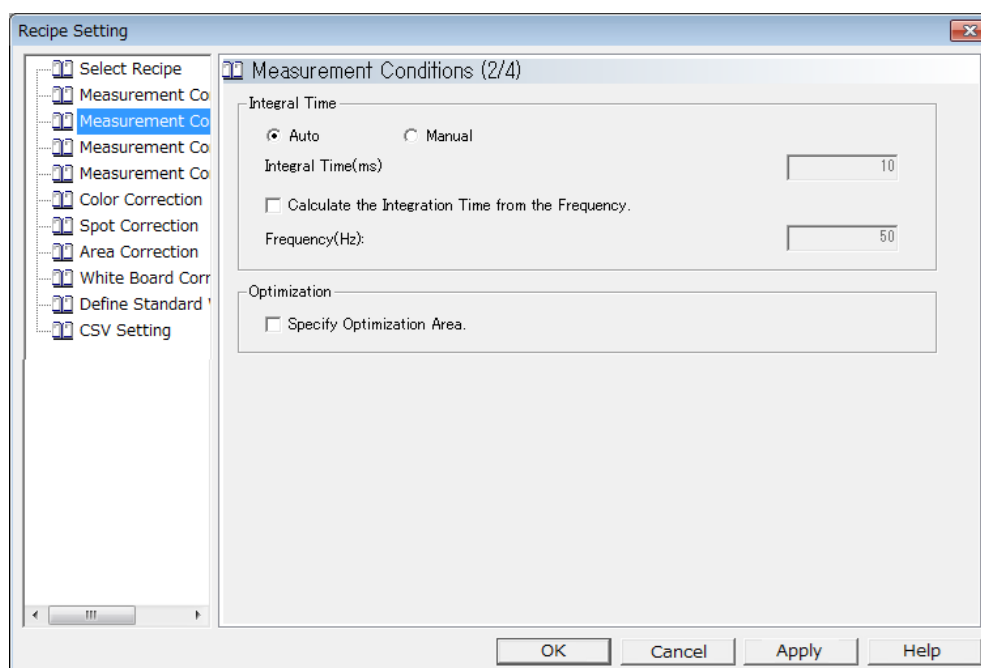 Recipe Setting
Select Recipe
Measurement Co
Measurement Co
Measurement Co
Measurement Co
Color Correction
Spot Correction
Area Correction
White Board Corr
Define Standard
CSV Setting
Measurement Conditions (2/4)
Integral Time
Auto Manual
Integral Time(ms) 10
Calculate the Integration Time from the Frequency.
Frequency(Hz): 50
Optimization
Specify Optimization Area.
OK Cancel Apply Help